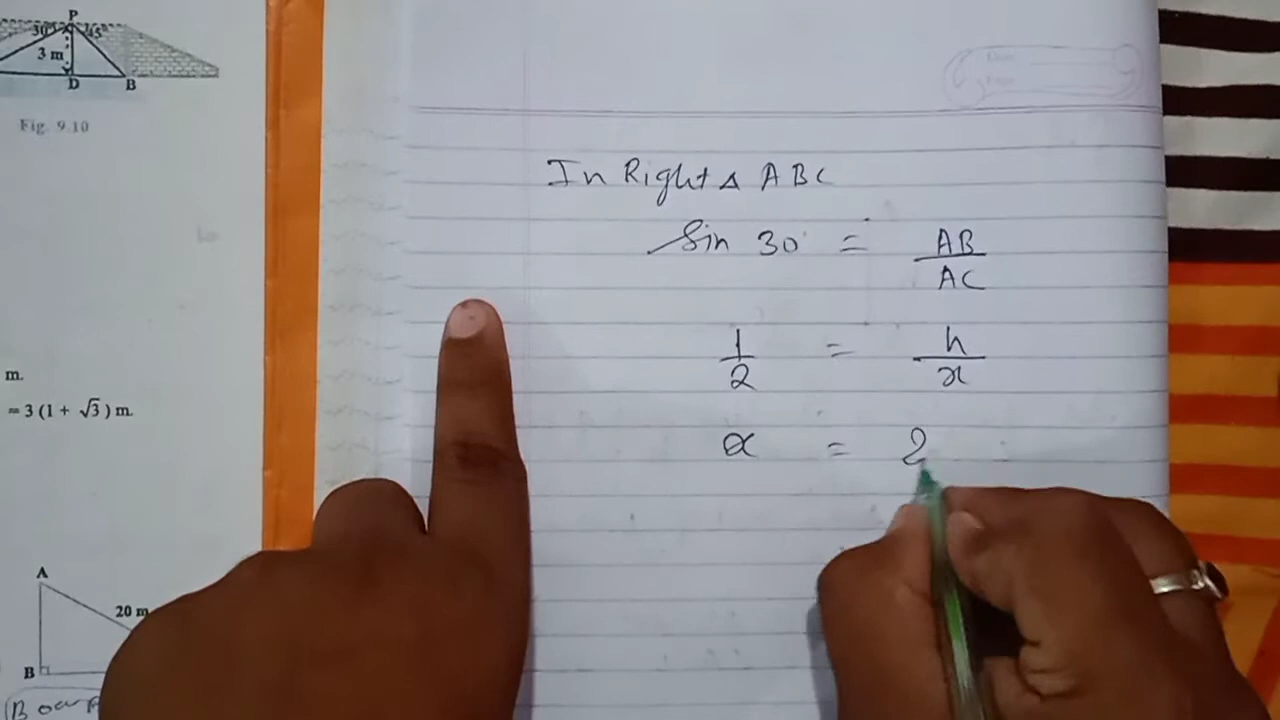 P
30° 45°
3 m
D B
Fig. 9.10
In Right Δ ABC
Sin 30° = AB/AC
1/2 = h/x
m.
= 3 (1 + √3) m.
x = 2
A
20 m
B